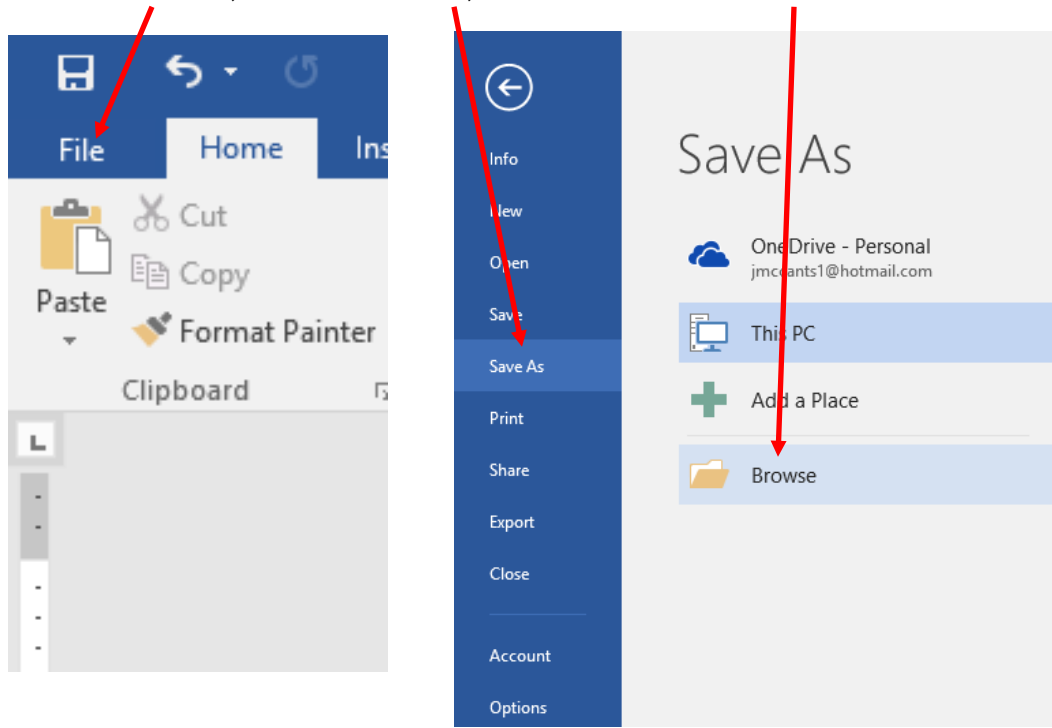 File Home Ins
Cut
Copy
Paste
Format Painter
Clipboard
L
Info
New
Open
Save
Save As
Print
Share
Export
Close
Account
Options
Save As
OneDrive - Personal
jmccants1@hotmail.com
This PC
Add a Place
Browse